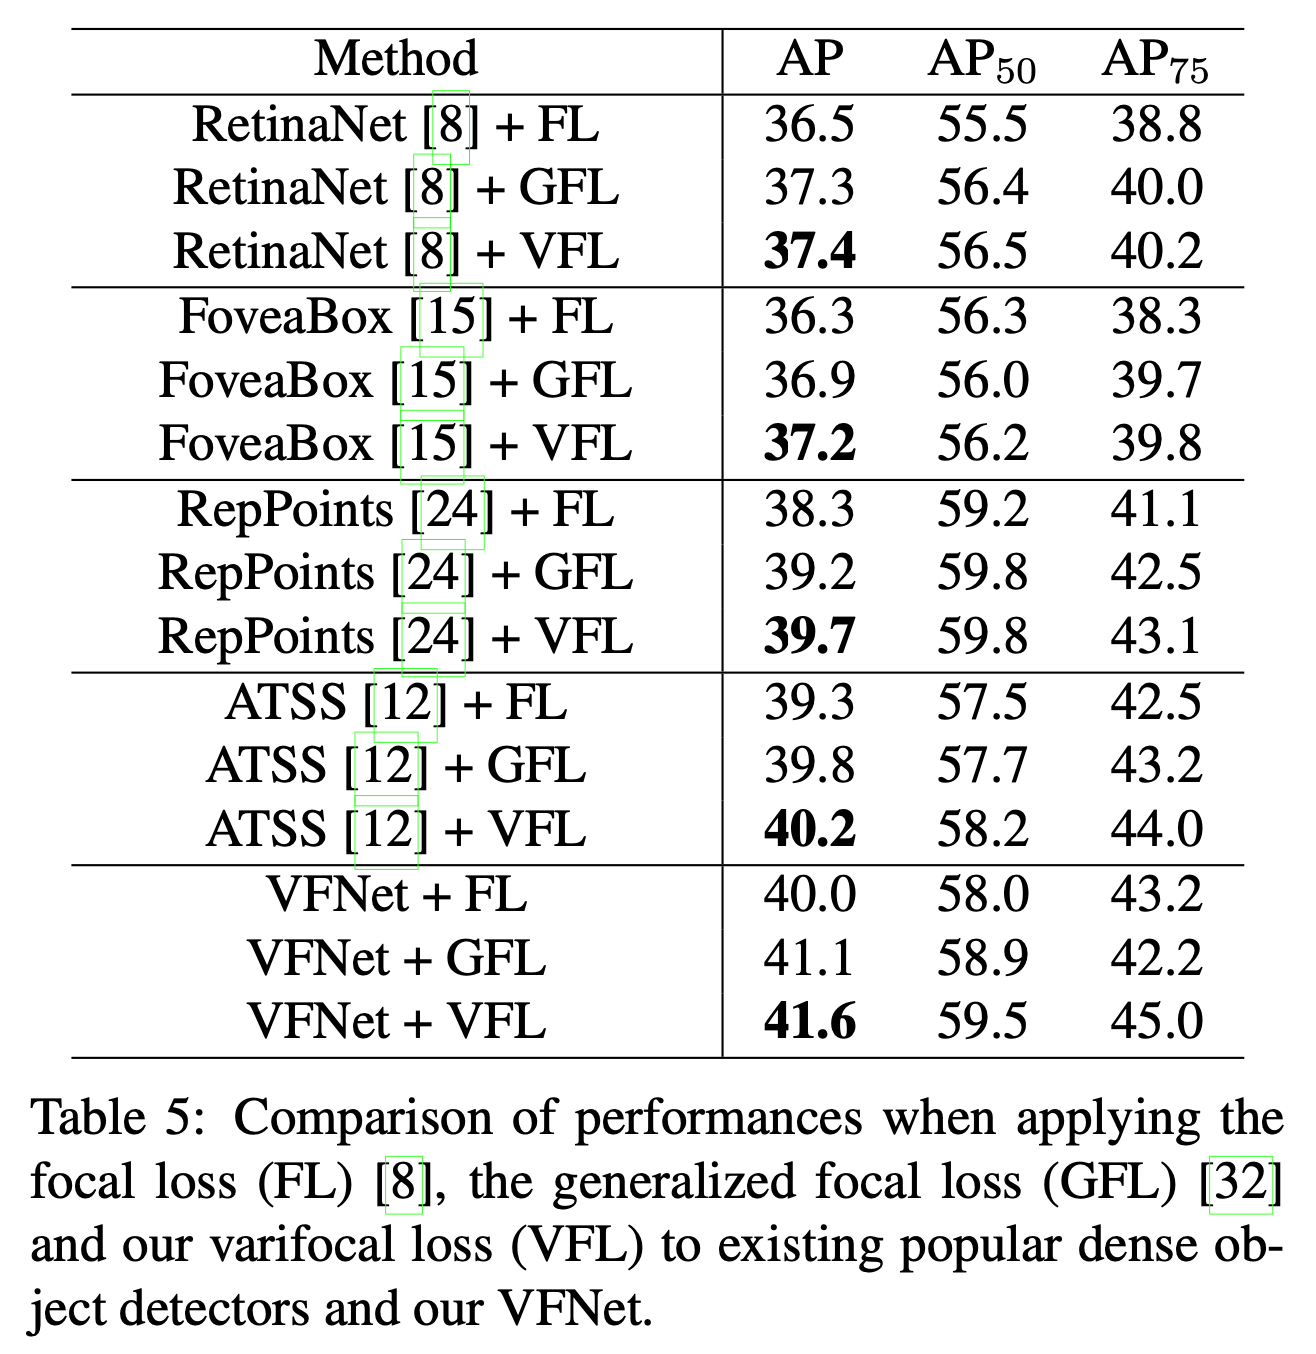 Method AP AP50 AP75
RetinaNet [8] + FL 36.5 55.5 38.8
RetinaNet [8] + GFL 37.3 56.4 40.0
RetinaNet [8] + VFL 37.4 56.5 40.2
FoveaBox [15] + FL 36.3 56.3 38.3
FoveaBox [15] + GFL 36.9 56.0 39.7
FoveaBox [15] + VFL 37.2 56.2 39.8
RepPoints [24] + FL 38.3 59.2 41.1
RepPoints [24] + GFL 39.2 59.8 42.5
RepPoints [24] + VFL 39.7 59.8 43.1
ATSS [12] + FL 39.3 57.5 42.5
ATSS [12] + GFL 39.8 57.7 43.2
ATSS [12] + VFL 40.2 58.2 44.0
VFNet + FL 40.0 58.0 43.2
VFNet + GFL 41.1 58.9 42.2
VFNet + VFL 41.6 59.5 45.0
Table 5: Comparison of performances when applying the
focal loss (FL) [8], the generalized focal loss (GFL) [32]
and our varifocal loss (VFL) to existing popular dense ob-
ject detectors and our VFNet.